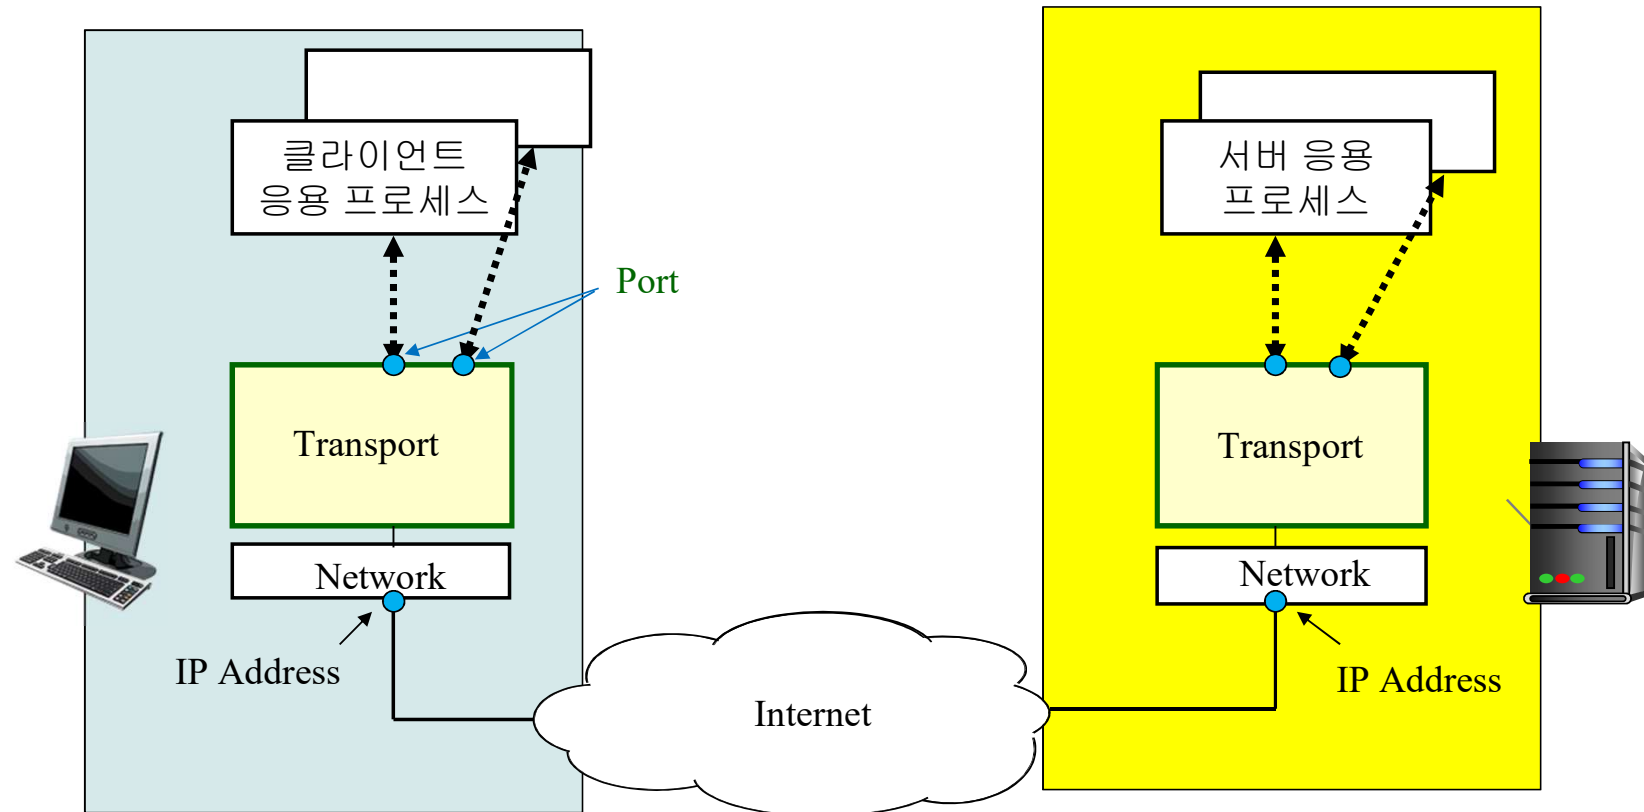 클라이언트
응용 프로세스
서버 응용
프로세스
Port
Transport
Transport
Network
Network
IP Address
IP Address
Internet